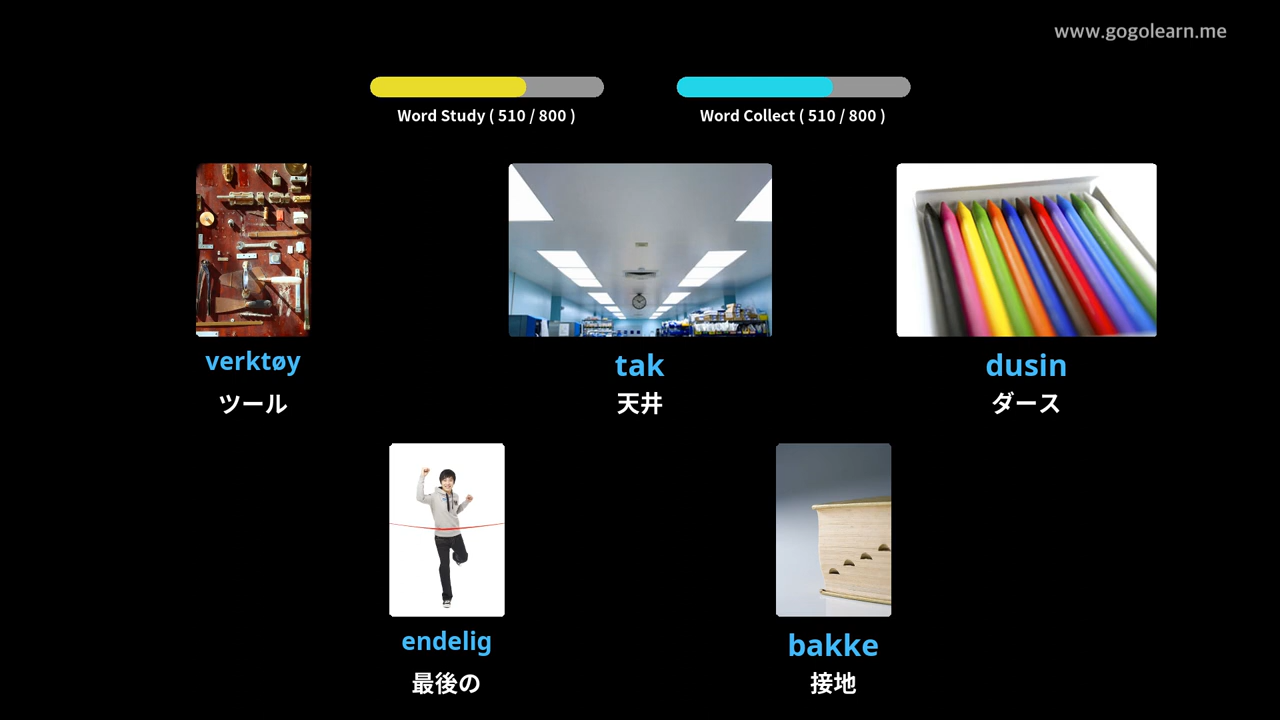 www.gogolearn.me
Word Study ( 510 / 800 )
Word Collect ( 510 / 800 )
verktøy
ツール
tak
天井
dusin
ダース
endelig
最後の
bakke
接地